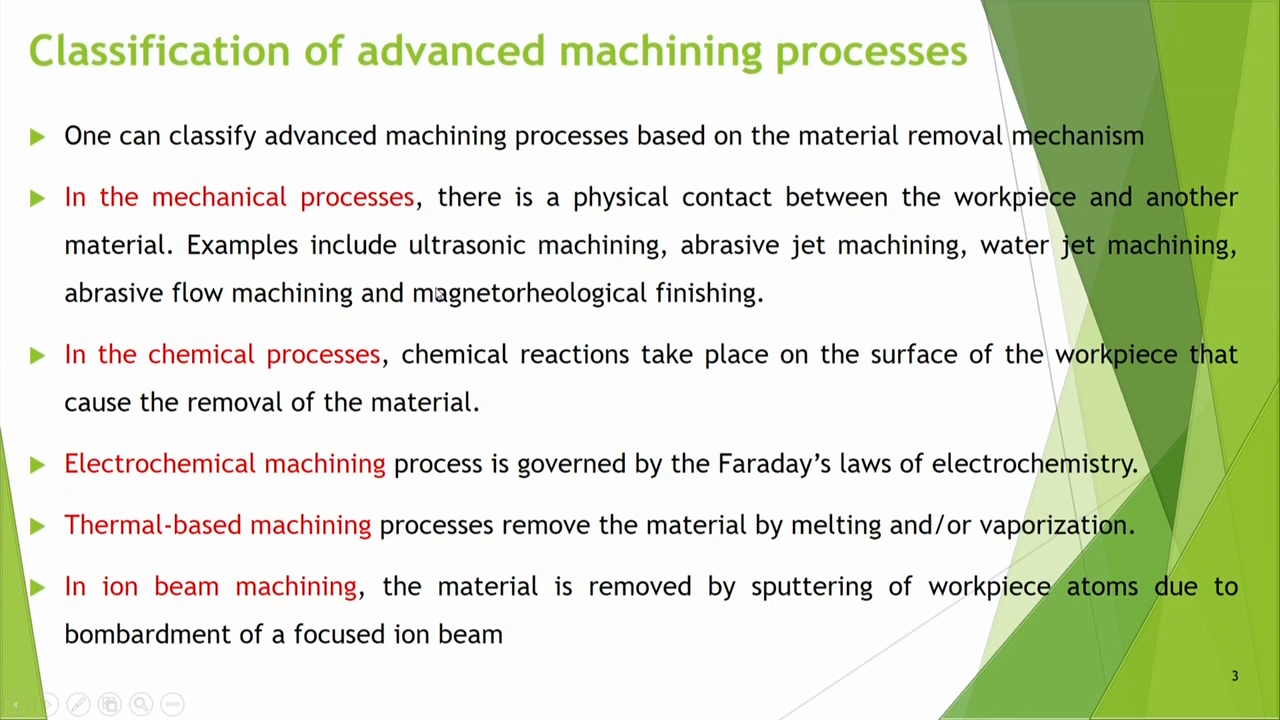 Classification of advanced machining processes
One can classify advanced machining processes based on the material removal mechanism
In the mechanical processes, there is a physical contact between the workpiece and another
material. Examples include ultrasonic machining, abrasive jet machining, water jet machining,
abrasive flow machining and magnetorheological finishing.
In the chemical processes, chemical reactions take place on the surface of the workpiece that
cause the removal of the material.
Electrochemical machining process is governed by the Faraday’s laws of electrochemistry.
Thermal-based machining processes remove the material by melting and/or vaporization.
In ion beam machining, the material is removed by sputtering of workpiece atoms due to
bombardment of a focused ion beam
3